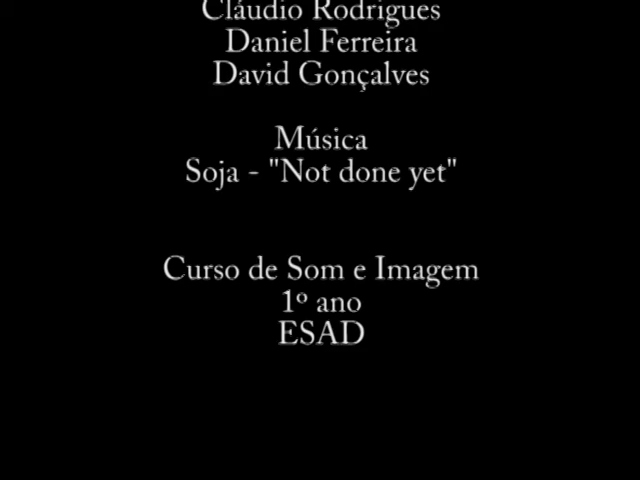 Cláudio Rodrigues
Daniel Ferreira
David Gonçalves
Música
Soja - "Not done yet"
Curso de Som e Imagem
1º ano
ESAD